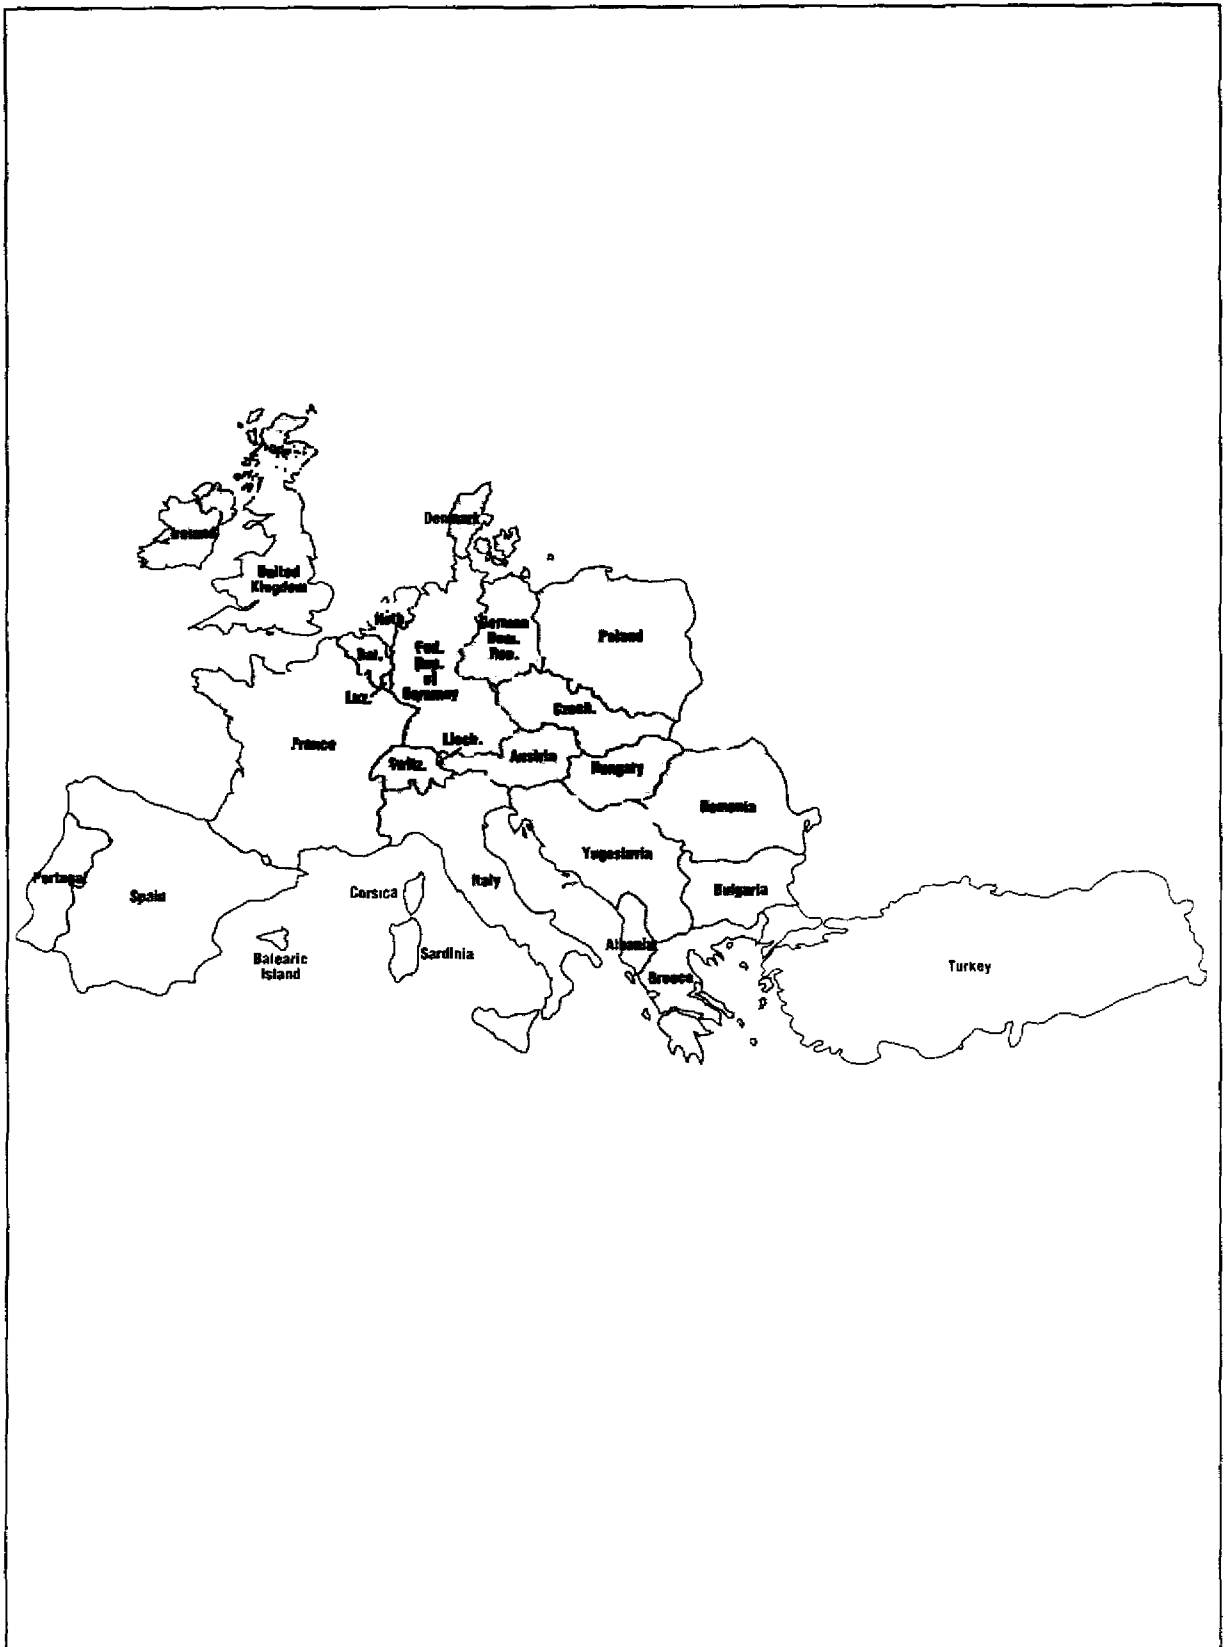 Denmark
Ireland
United
Kingdom
Neth.
German
Dem.
Rep.
Poland
Fed.
Rep.
of
Germany
Bel.
Lux.
Czech.
France
Liech.
Switz.
Austria
Hungary
Romania
Yugoslavia
Portugal
Spain
Corsica
Italy
Bulgaria
Albania
Sardinia
Balearic
Island
Greece
Turkey